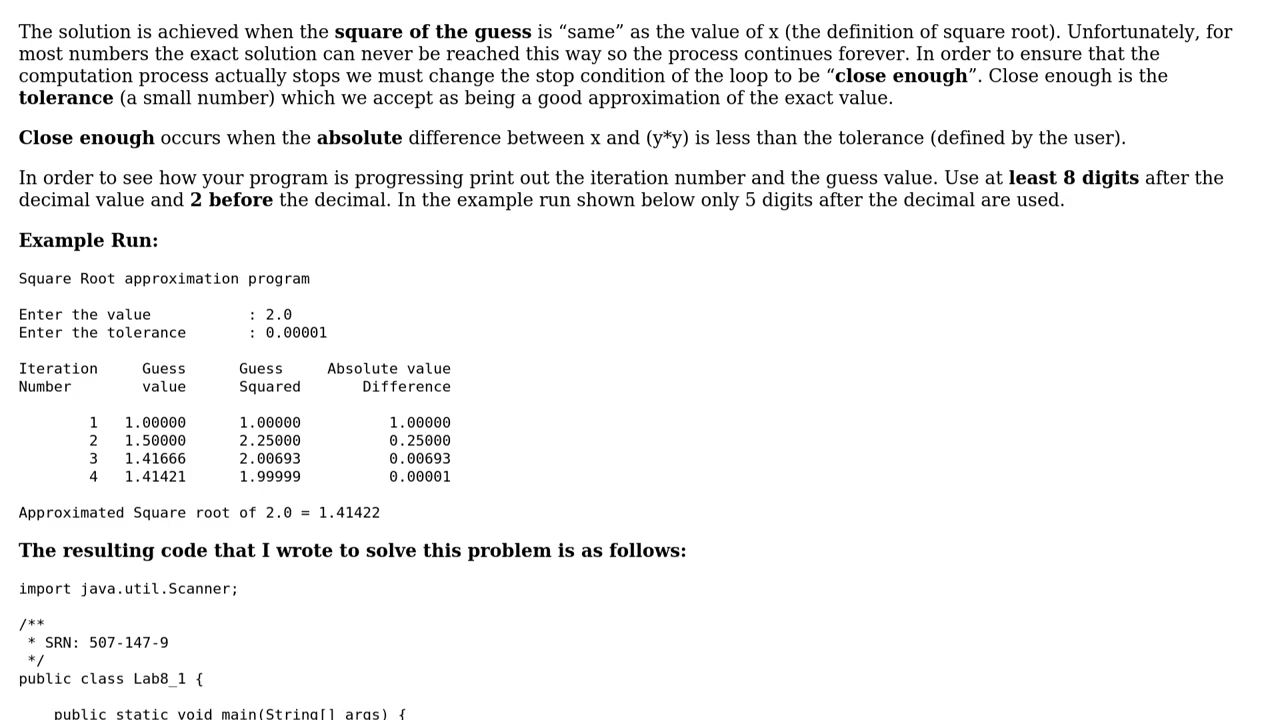 The solution is achieved when the square of the guess is “same” as the value of x (the definition of square root). Unfortunately, for
most numbers the exact solution can never be reached this way so the process continues forever. In order to ensure that the
computation process actually stops we must change the stop condition of the loop to be “close enough”. Close enough is the
tolerance (a small number) which we accept as being a good approximation of the exact value.
Close enough occurs when the absolute difference between x and (y*y) is less than the tolerance (defined by the user).
In order to see how your program is progressing print out the iteration number and the guess value. Use at least 8 digits after the
decimal value and 2 before the decimal. In the example run shown below only 5 digits after the decimal are used.
Example Run:
Square Root approximation program
Enter the value           : 2.0
Enter the tolerance       : 0.00001
Iteration     Guess      Guess     Absolute value
Number        value      Squared       Difference
        1   1.00000      1.00000          1.00000
        2   1.50000      2.25000          0.25000
        3   1.41666      2.00693          0.00693
        4   1.41421      1.99999          0.00001
Approximated Square root of 2.0 = 1.41422
The resulting code that I wrote to solve this problem is as follows:
import java.util.Scanner;
/**
 * SRN: 507-147-9
 */
public class Lab8_1 {
    public static void main(String[] args) {